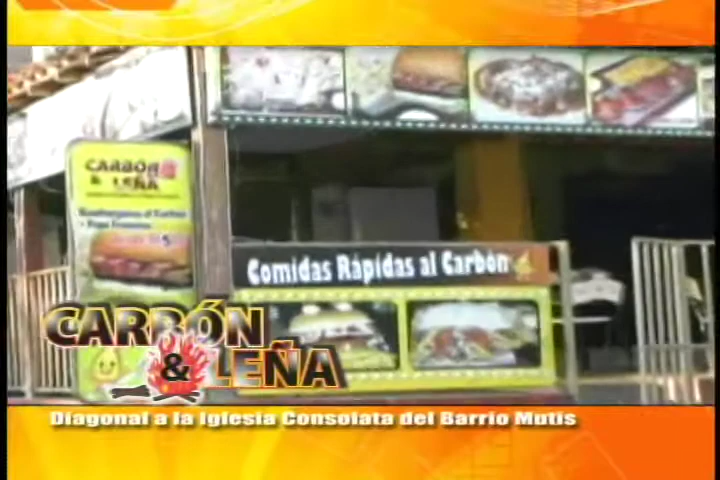 CARBÓN
& LEÑA
Comidas Rápidas al Carbón
CARBÓN
& LEÑA
Diagonal a la Iglesia Consolata del Barrio Mutis